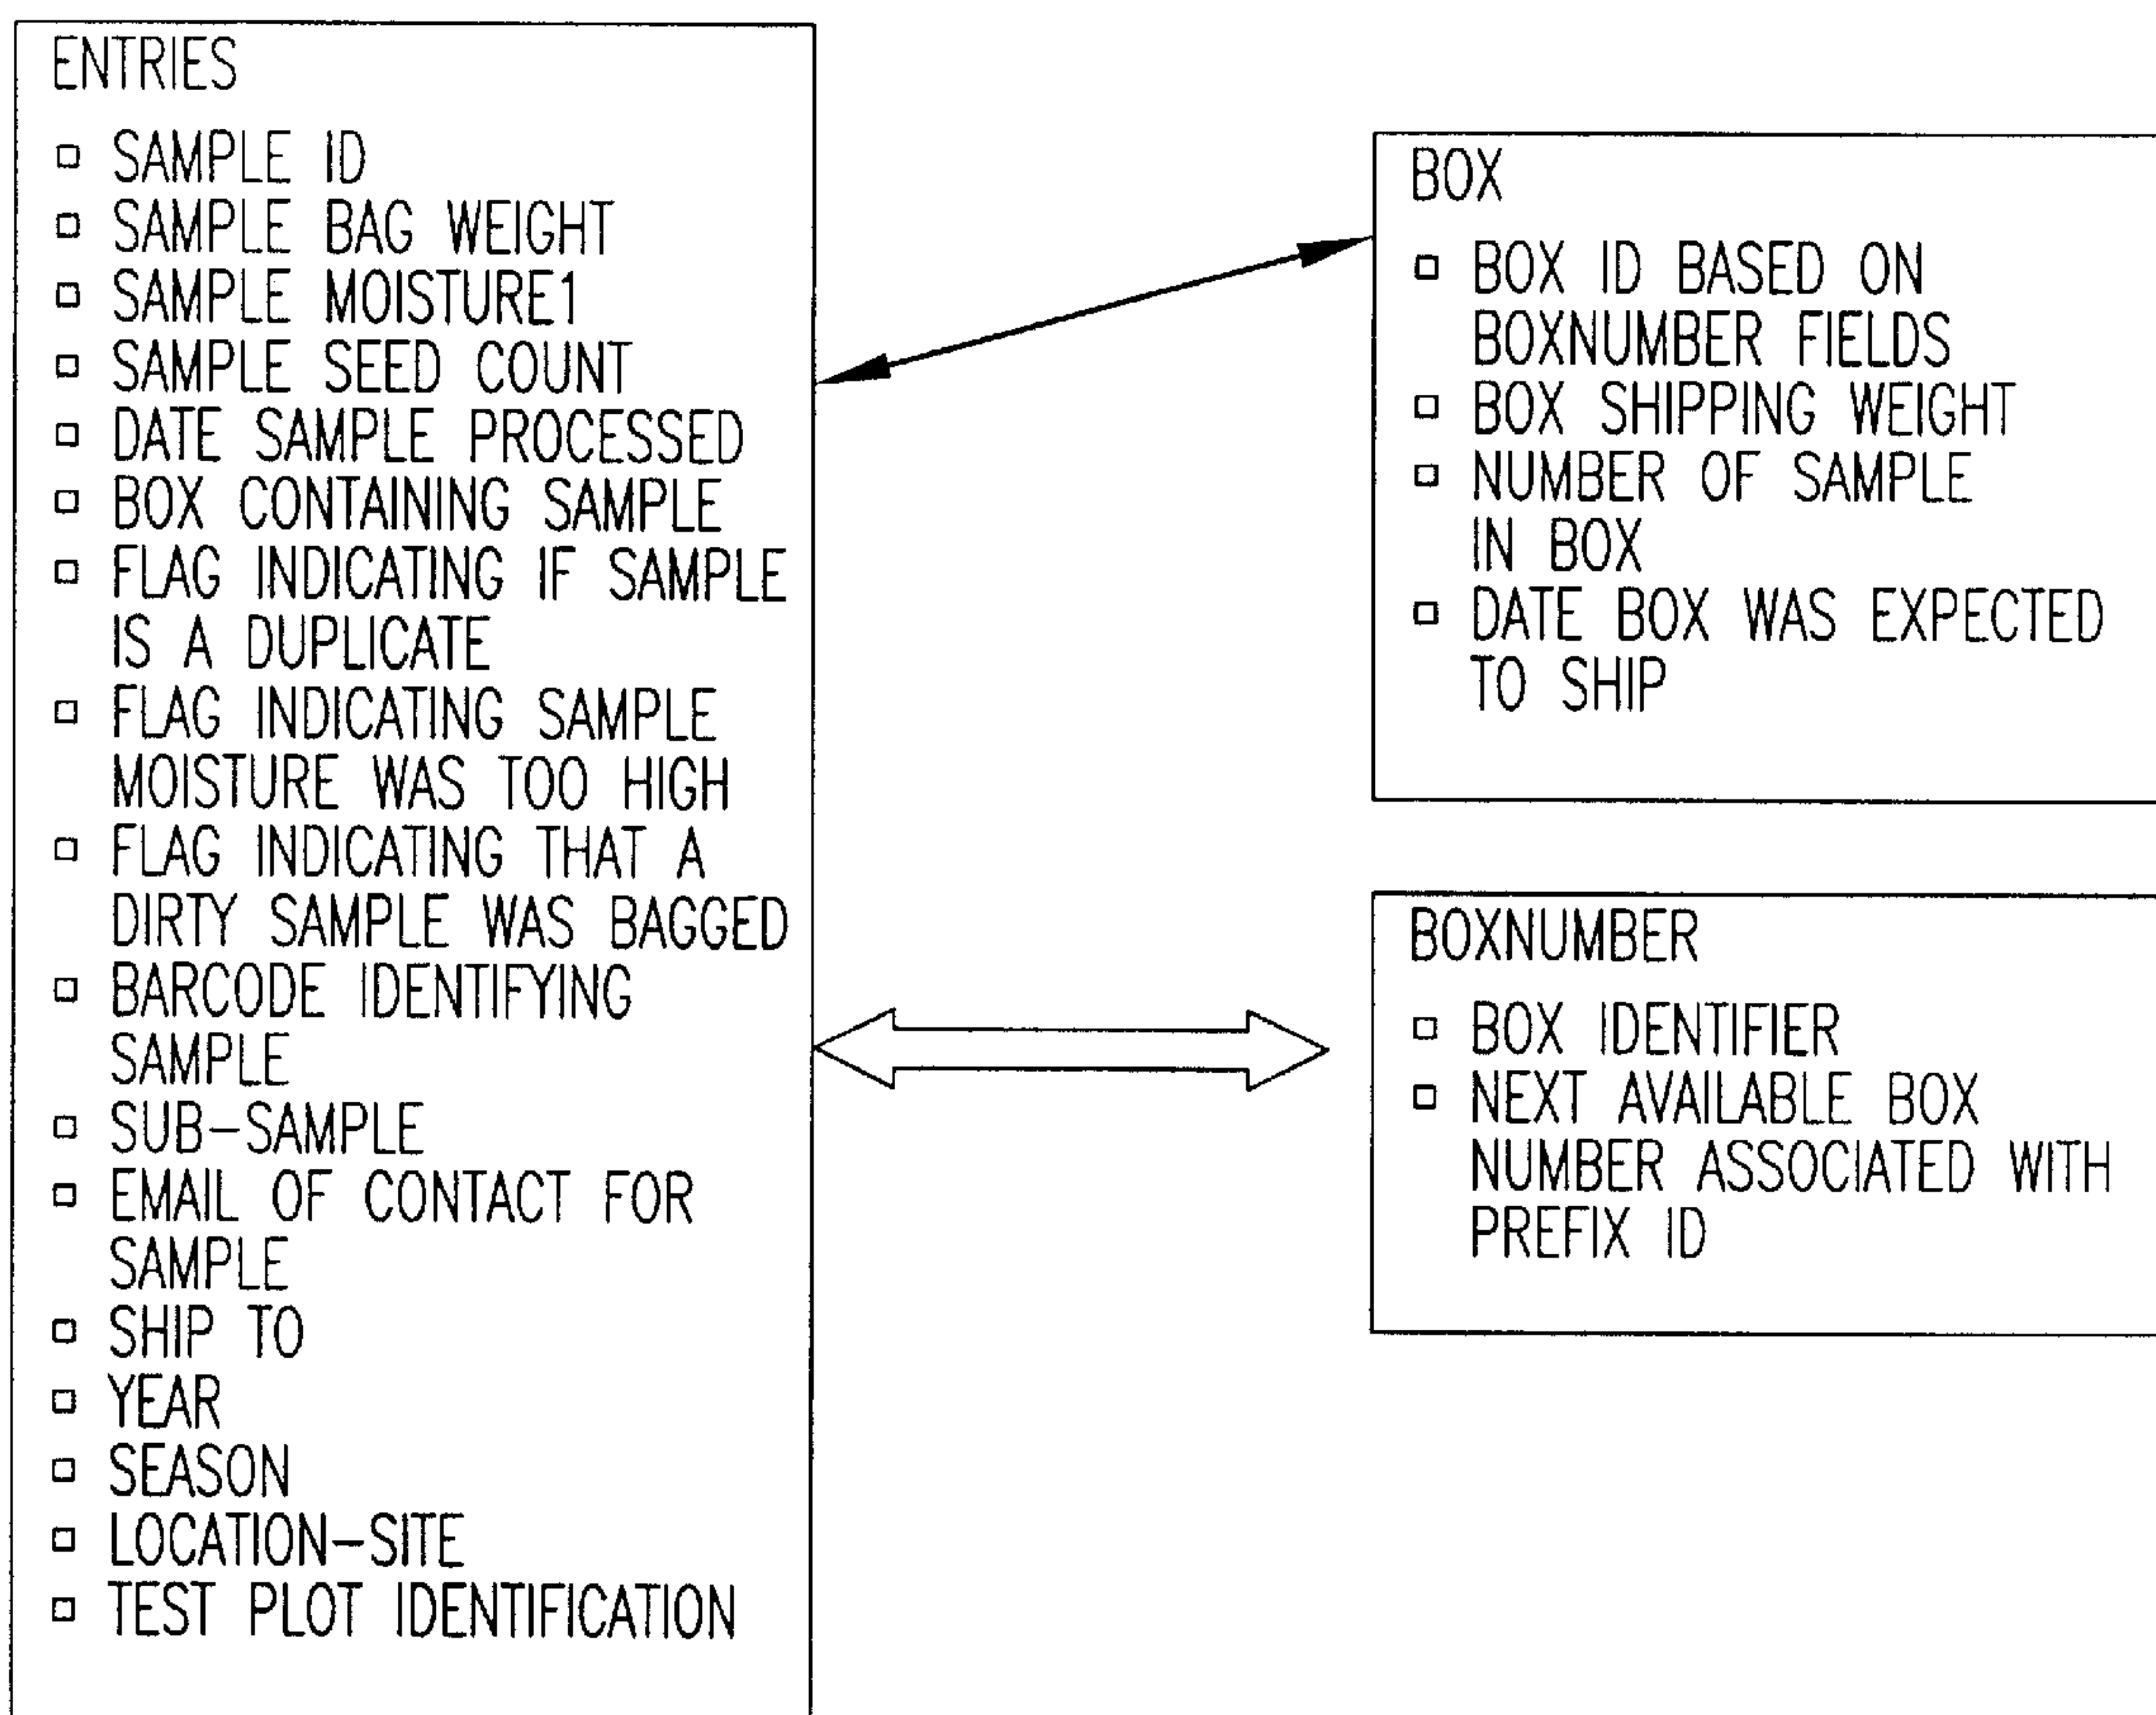 ENTRIES
▫ SAMPLE ID
▫ SAMPLE BAG WEIGHT
▫ SAMPLE MOISTURE1
▫ SAMPLE SEED COUNT
▫ DATE SAMPLE PROCESSED
▫ BOX CONTAINING SAMPLE
▫ FLAG INDICATING IF SAMPLE
IS A DUPLICATE
▫ FLAG INDICATING SAMPLE
MOISTURE WAS TOO HIGH
▫ FLAG INDICATING THAT A
DIRTY SAMPLE WAS BAGGED
▫ BARCODE IDENTIFYING
SAMPLE
▫ SUB-SAMPLE
▫ EMAIL OF CONTACT FOR
SAMPLE
▫ SHIP TO
▫ YEAR
▫ SEASON
▫ LOCATION-SITE
▫ TEST PLOT IDENTIFICATION
BOX
▫ BOX ID BASED ON
BOXNUMBER FIELDS
▫ BOX SHIPPING WEIGHT
▫ NUMBER OF SAMPLE
IN BOX
▫ DATE BOX WAS EXPECTED
TO SHIP
BOXNUMBER
▫ BOX IDENTIFIER
▫ NEXT AVAILABLE BOX
NUMBER ASSOCIATED WITH
PREFIX ID